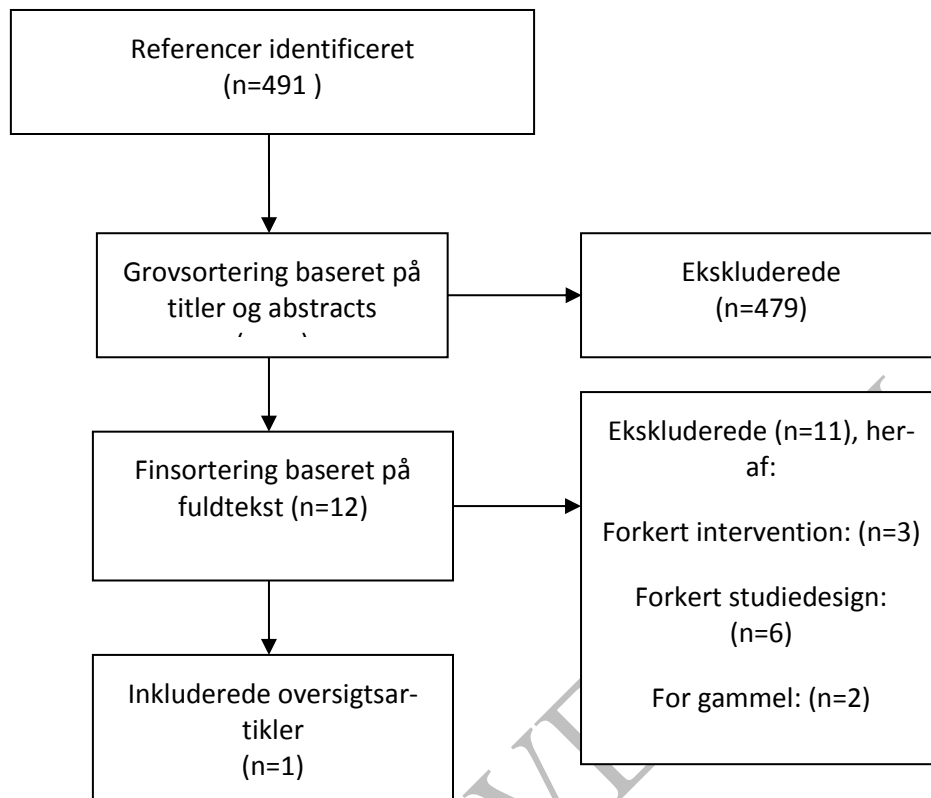 Referencer identificeret
(n=491 )
Grovsortering baseret på
titler og abstracts
Ekskluderede
(n=479)
Finsortering baseret på
fuldtekst (n=12)
Ekskluderede (n=11), her-
af:
Forkert intervention: (n=3)
Forkert studiedesign:
(n=6)
For gammel: (n=2)
Inkluderede oversigtsar-
tikler
(n=1)